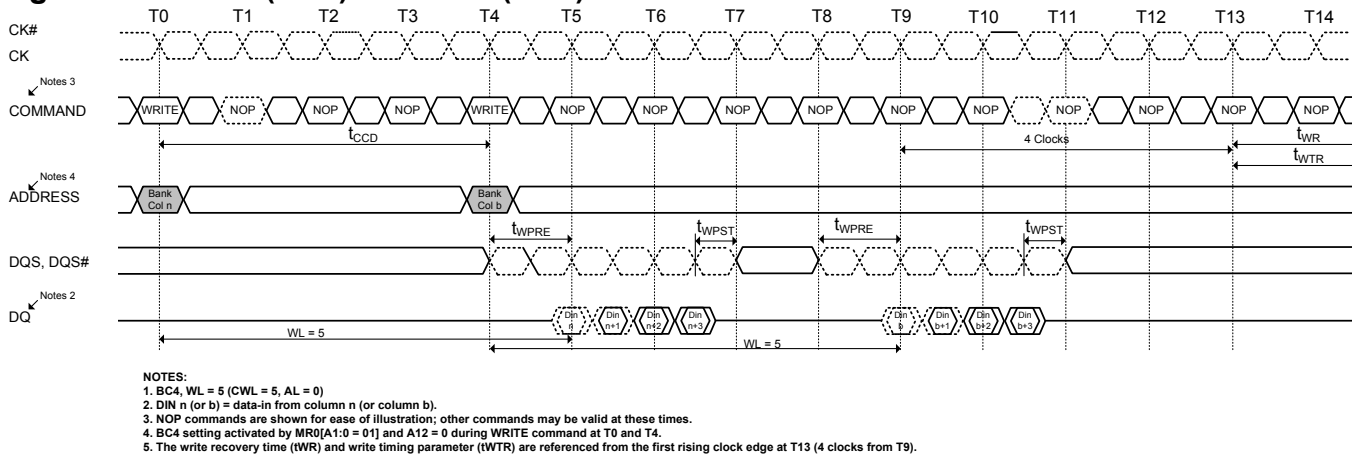 T0 T1 T2 T3 T4 T5 T6 T7 T8 T9 T10 T11 T12 T13 T14
CK#
CK
Notes 3
COMMAND WRITE NOP NOP NOP WRITE NOP NOP NOP NOP NOP NOP NOP NOP NOP NOP
tCCD 4 Clocks tWR
tWTR
Notes 4
ADDRESS
Bank Bank
Col n Col b
tWPRE tWPST tWPRE tWPST
DQS, DQS#
Notes 2
DQ
Din Din Din Din Din Din Din Din
n n+1 n+2 n+3 b b+1 b+2 b+3
WL = 5 WL = 5
NOTES:
1. BC4, WL = 5 (CWL = 5, AL = 0)
2. DIN n (or b) = data-in from column n (or column b).
3. NOP commands are shown for ease of illustration; other commands may be valid at these times.
4. BC4 setting activated by MR0[A1:0 = 01] and A12 = 0 during WRITE command at T0 and T4.
5. The write recovery time (tWR) and write timing parameter (tWTR) are referenced from the first rising clock edge at T13 (4 clocks from T9).